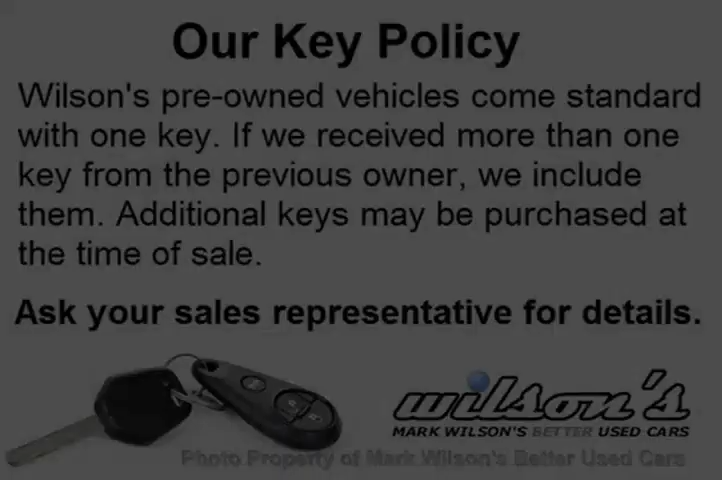 Our Key Policy
Wilson's pre-owned vehicles come standard
with one key. If we received more than one
key from the previous owner, we include
them. Additional keys may be purchased at
the time of sale.
Ask your sales representative for details.
wilson's
MARK WILSON'S BETTER USED CARS
Photo Property of Mark Wilson's Better Used Cars